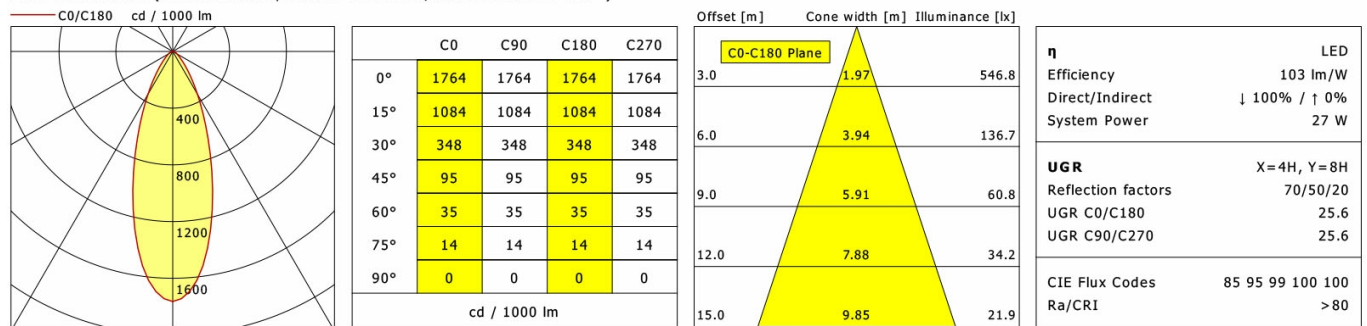 C0/C180 cd / 1000 lm
400
800
1200
1600
C0 C90 C180 C270
0° 1764 1764 1764 1764
15° 1084 1084 1084 1084
30° 348 348 348 348
45° 95 95 95 95
60° 35 35 35 35
75° 14 14 14 14
90° 0 0 0 0
cd / 1000 lm
Offset [m] Cone width [m] Illuminance [lx]
C0-C180 Plane
3.0 1.97 546.8
6.0 3.94 136.7
9.0 5.91 60.8
12.0 7.88 34.2
15.0 9.85 21.9
η LED
Efficiency 103 lm/W
Direct/Indirect ↓ 100% / ↑ 0%
System Power 27 W
UGR X=4H, Y=8H
Reflection factors 70/50/20
UGR C0/C180 25.6
UGR C90/C270 25.6
CIE Flux Codes 85 95 99 100 100
Ra/CRI >80